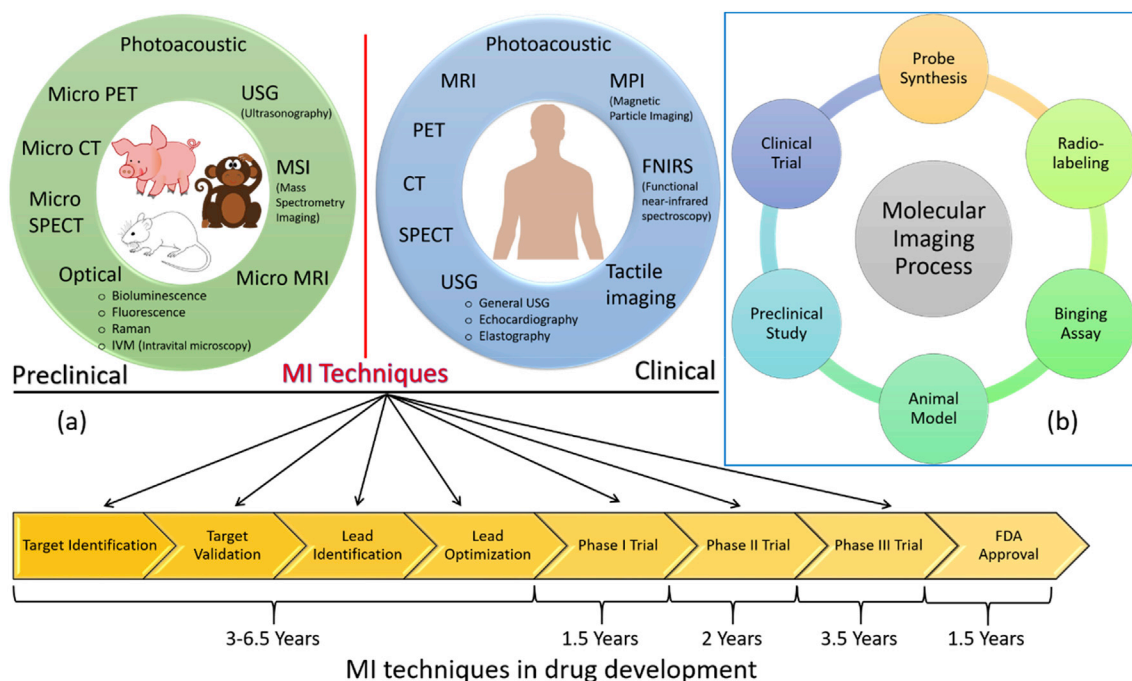 Photoacoustic
Micro PET
USG
(Ultrasonography)
Micro CT
MSI
(Mass
Spectrometry
Imaging)
Micro
SPECT
Optical
Micro MRI
o Bioluminescence
o Fluorescence
o Raman
o IVM (Intravital microscopy)
Photoacoustic
MRI
MPI
(Magnetic
Particle Imaging)
PET
CT
FNIRS
(Functional
near-infrared
spectroscopy)
SPECT
USG
Tactile
imaging
o General USG
o Echocardiography
o Elastography
Preclinical
MI Techniques
Clinical
(a)
Probe
Synthesis
Clinical
Trial
Radio-
labeling
Molecular
Imaging
Process
Preclinical
Study
Binging
Assay
Animal
Model
(b)
Target Identification
Target
Validation
Lead
Identification
Lead
Optimization
Phase I Trial
Phase II Trial
Phase III Trial
FDA
Approval
3-6.5 Years
1.5 Years
2 Years
3.5 Years
1.5 Years
MI techniques in drug development